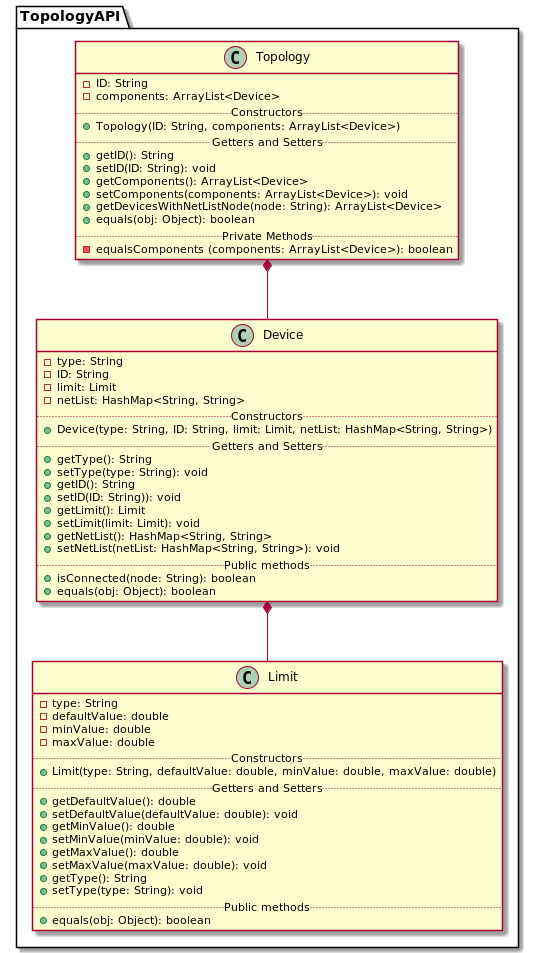 TopologyAPI
C Topology
ID: String
components: ArrayList<Device>
Constructors
Topology(ID: String, components: ArrayList<Device>)
Getters and Setters
getID(): String
setID(ID: String): void
getComponents(): ArrayList<Device>
setComponents(components: ArrayList<Device>): void
getDevicesWithNetListNode(node: String): ArrayList<Device>
equals(obj: Object): boolean
Private Methods
equalsComponents (components: ArrayList<Device>): boolean
C Device
type: String
ID: String
limit: Limit
netList: HashMap<String, String>
Constructors
Device(type: String, ID: String, limit: Limit, netList: HashMap<String, String>)
Getters and Setters
getType(): String
setType(type: String): void
getID(): String
setID(ID: String)): void
getLimit(): Limit
setLimit(limit: Limit): void
getNetList(): HashMap<String, String>
setNetList(netList: HashMap<String, String>): void
Public methods
isConnected(node: String): boolean
equals(obj: Object): boolean
C Limit
type: String
defaultValue: double
minValue: double
maxValue: double
Constructors
Limit(type: String, defaultValue: double, minValue: double, maxValue: double)
Getters and Setters
getDefaultValue(): double
setDefaultValue(defaultValue: double): void
getMinValue(): double
setMinValue(minValue: double): void
getMaxValue(): double
setMaxValue(maxValue: double): void
getType(): String
setType(type: String): void
Public methods
equals(obj: Object): boolean